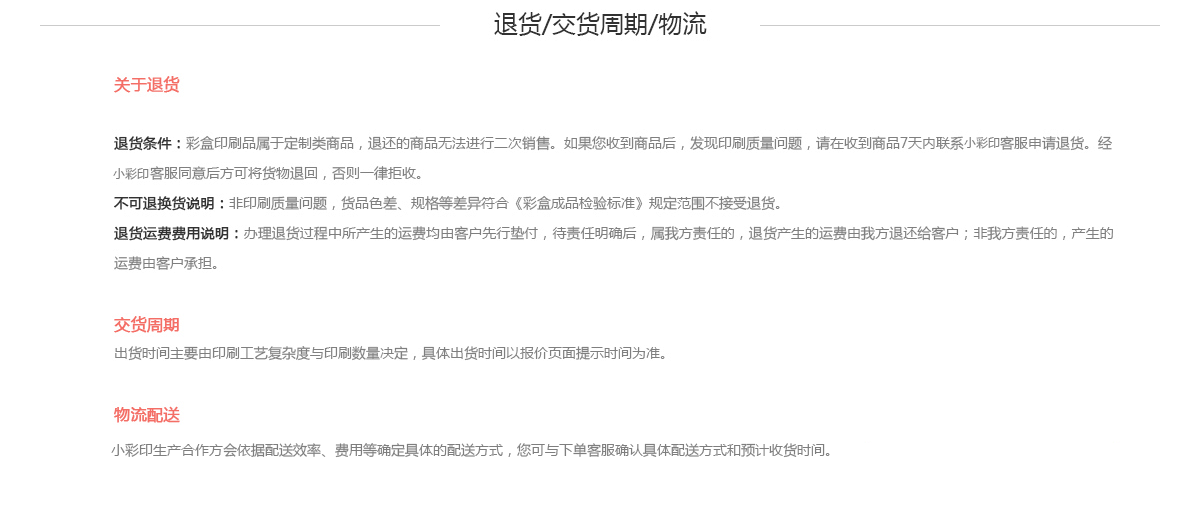 退货/交货周期/物流
关于退货
退货条件：彩盒印刷品属于定制类商品，退还的商品无法进行二次销售。如果您收到商品后，发现印刷质量问题，请在收到商品7天内联系小彩印客服申请退货。经
小彩印客服同意后方可将货物退回，否则一律拒收。
不可退换货说明：非印刷质量问题，货品色差、规格等差异符合《彩盒成品检验标准》规定范围不接受退货。
退货运费费用说明：办理退货过程中所产生的运费均由客户先行垫付，待责任明确后，属我方责任的，退货产生的运费由我方退还给客户；非我方责任的，产生的
运费由客户承担。
交货周期
出货时间主要由印刷工艺复杂度与印刷数量决定，具体出货时间以报价页面提示时间为准。
物流配送
小彩印生产合作方会依据配送效率、费用等确定具体的配送方式，您可与下单客服确认具体配送方式和预计收货时间。